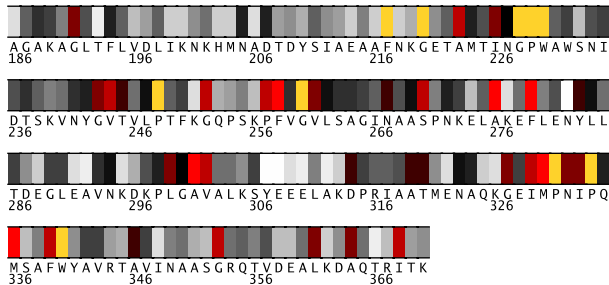 AGAKAGLTFLVDLIKNKHMNADTDYSIAEAAFNKGETAMTINGPWAWSNI
186 196 206 216 226
DTSKVNYGVTVLPTFKGQPSKPFVGVLSAGINAASPNKELAKEFLENYLL
236 246 256 266 276
TDEGLEAVNKDKPLGAVALKSYEEELAKDPRIAATMENAQKGEIMPNIPQ
286 296 306 316 326
MSAFWYAVRTAVINAASGRQTVDEALKDAQTRITK
336 346 356 366